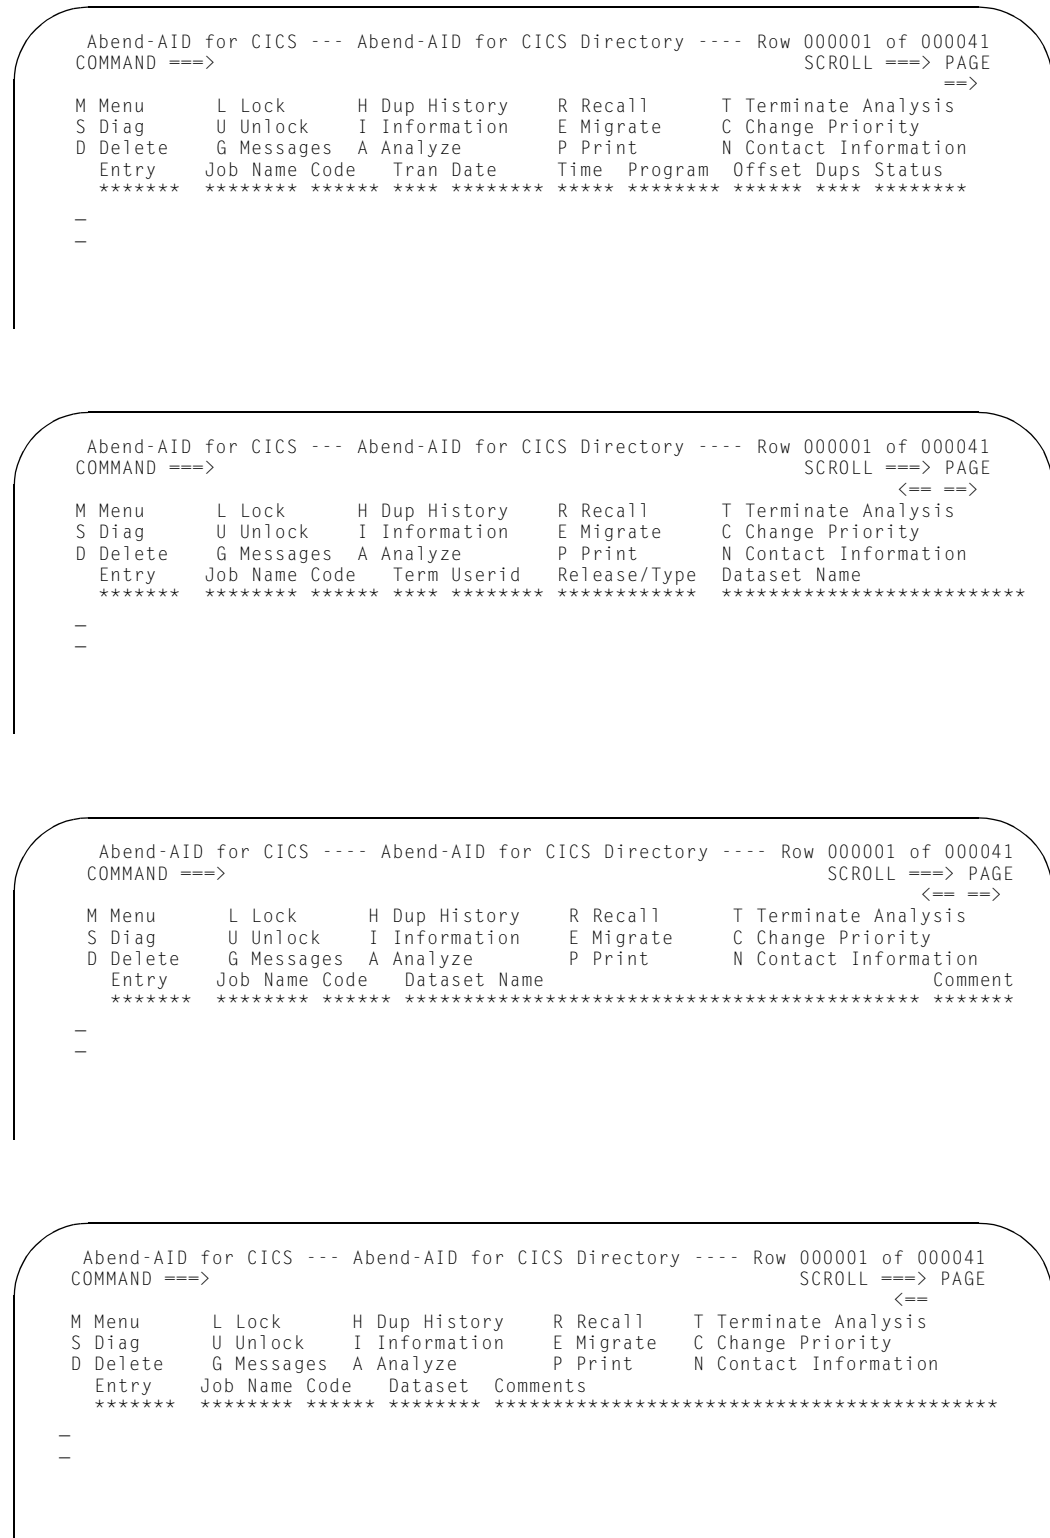 Abend-AID for CICS --- Abend-AID for CICS Directory ---- Row 000001 of 000041
COMMAND ===> SCROLL ===> PAGE
==>
M Menu L Lock H Dup History R Recall T Terminate Analysis
S Diag U Unlock I Information E Migrate C Change Priority
D Delete G Messages A Analyze P Print N Contact Information
Entry Job Name Code Tran Date Time Program Offset Dups Status
******* ******** ****** **** ******** ***** ******** ****** **** ********
_
_
Abend-AID for CICS --- Abend-AID for CICS Directory ---- Row 000001 of 000041
COMMAND ===> SCROLL ===> PAGE
<== ==>
M Menu L Lock H Dup History R Recall T Terminate Analysis
S Diag U Unlock I Information E Migrate C Change Priority
D Delete G Messages A Analyze P Print N Contact Information
Entry Job Name Code Term Userid Release/Type Dataset Name
******* ******** ****** **** ******** ************ **************************
_
_
Abend-AID for CICS ---- Abend-AID for CICS Directory ---- Row 000001 of 000041
COMMAND ===> SCROLL ===> PAGE
<== ==>
M Menu L Lock H Dup History R Recall T Terminate Analysis
S Diag U Unlock I Information E Migrate C Change Priority
D Delete G Messages A Analyze P Print N Contact Information
Entry Job Name Code Dataset Name Comment
******* ******** ****** ******************************************** *******
_
_
Abend-AID for CICS --- Abend-AID for CICS Directory ---- Row 000001 of 000041
COMMAND ===> SCROLL ===> PAGE
<==
M Menu L Lock H Dup History R Recall T Terminate Analysis
S Diag U Unlock I Information E Migrate C Change Priority
D Delete G Messages A Analyze P Print N Contact Information
Entry Job Name Code Dataset Comments
******* ******** ****** ******** *******************************************
_
_